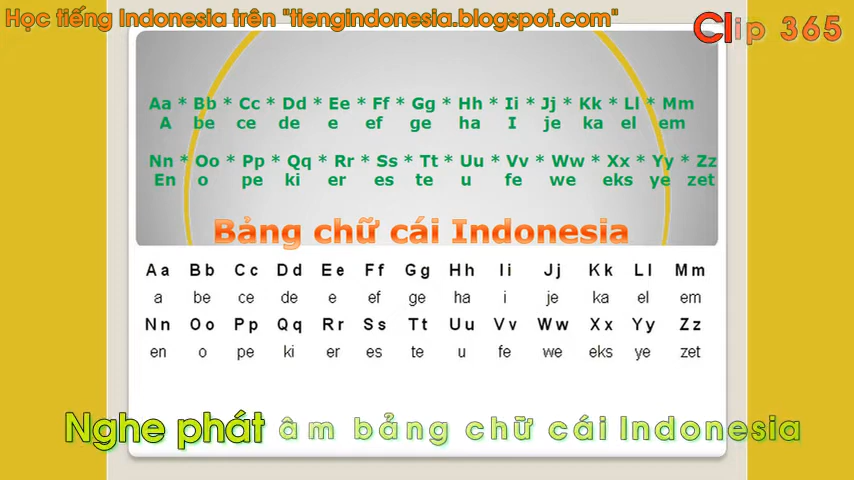 Học tiếng Indonesia trên "tiengindonesia.blogspot.com"
Clip 365
Aa * Bb * Cc * Dd * Ee * Ff * Gg * Hh * Ii * Jj * Kk * Ll * Mm
A be ce de e ef ge ha I je ka el em
Nn * Oo * Pp * Qq * Rr * Ss * Tt * Uu * Vv * Ww * Xx * Yy * Zz
En o pe ki er es te u fe we eks ye zet
Bảng chữ cái Indonesia
Aa Bb Cc Dd Ee Ff Gg Hh Ii Jj Kk Ll Mm
a be ce de e ef ge ha i je ka el em
Nn Oo Pp Qq Rr Ss Tt Uu Vv Ww Xx Yy Zz
en o pe ki er es te u fe we eks ye zet
Nghe phát âm bảng chữ cái Indonesia